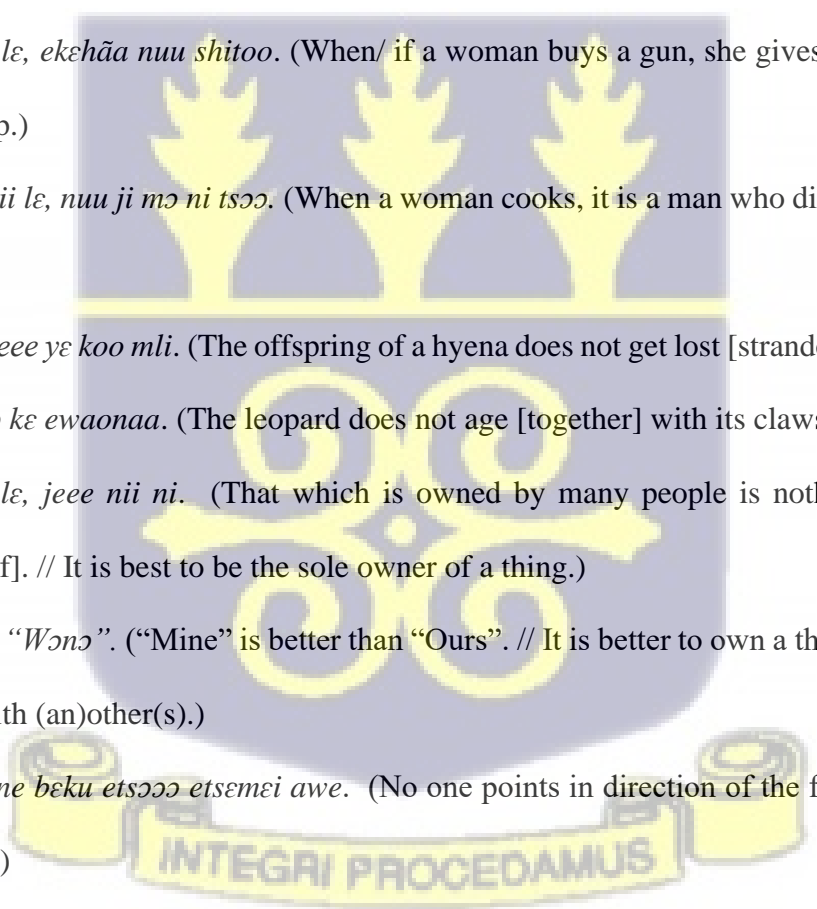 lɛ, ekɛhãa nuu shitoo. (When/ if a woman buys a gun, she gives
p.)
ii lɛ, nuu ji mɔ ni tsɔɔ. (When a woman cooks, it is a man who di
eee yɛ koo mli. (The offspring of a hyena does not get lost [strand
kɛ ewaonaa. (The leopard does not age [together] with its claws
lɛ, jeee nii ni. (That which is owned by many people is noth
f]. // It is best to be the sole owner of a thing.)
“Wɔnɔ”. (“Mine” is better than “Ours”. // It is better to own a th
ith (an)other(s).)
ne bɛku etsɔɔɔ etsɛmɛi awe. (No one points in direction of the f
)
INTEGRI PROCEDAMUS